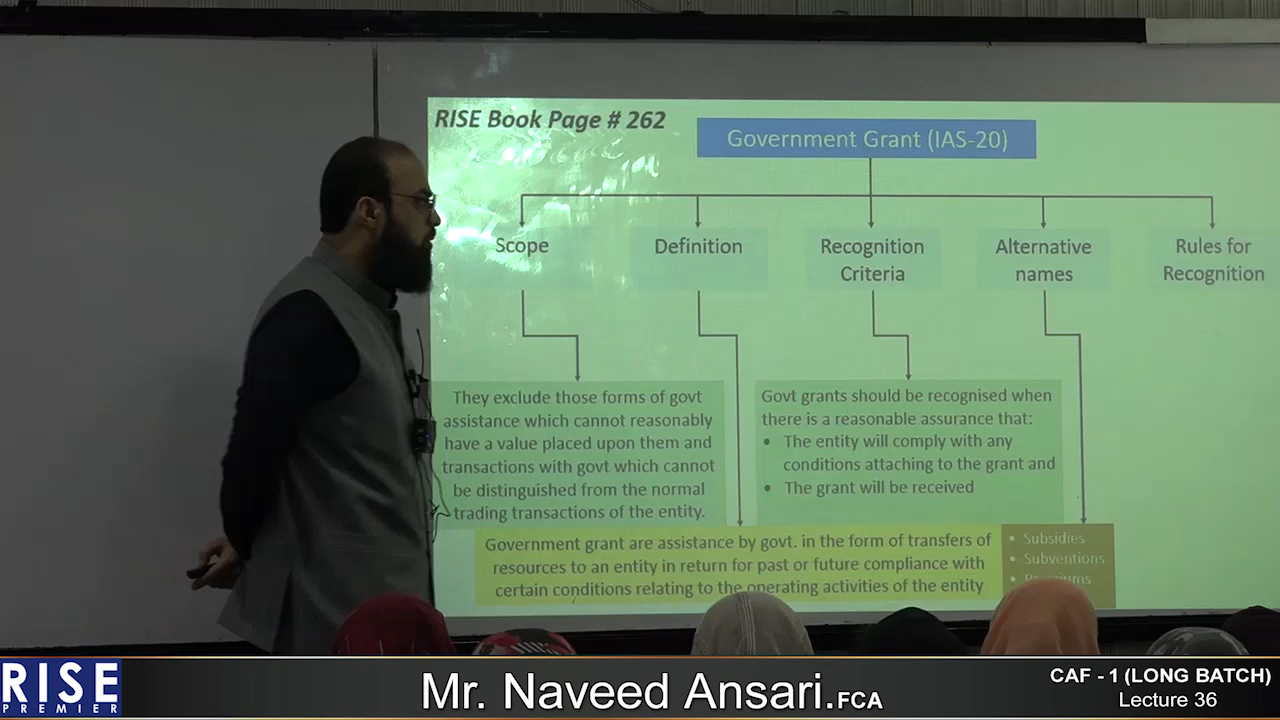 RISE Book Page # 262
Government Grant (IAS-20)
Scope
Definition
Recognition
Criteria
Alternative
names
Rules for
Recognition
They exclude those forms of govt
assistance which cannot reasonably
have a value placed upon them and
transactions with govt which cannot
be distinguished from the normal
trading transactions of the entity.
Govt grants should be recognised when
there is a reasonable assurance that:
• The entity will comply with any
conditions attaching to the grant and
• The grant will be received
Government grant are assistance by govt. in the form of transfers of
resources to an entity in return for past or future compliance with
certain conditions relating to the operating activities of the entity
• Subsidies
• Subventions
• Premiums
RISE
PREMIER
Mr. Naveed Ansari.FCA
CAF - 1 (LONG BATCH)
Lecture 36